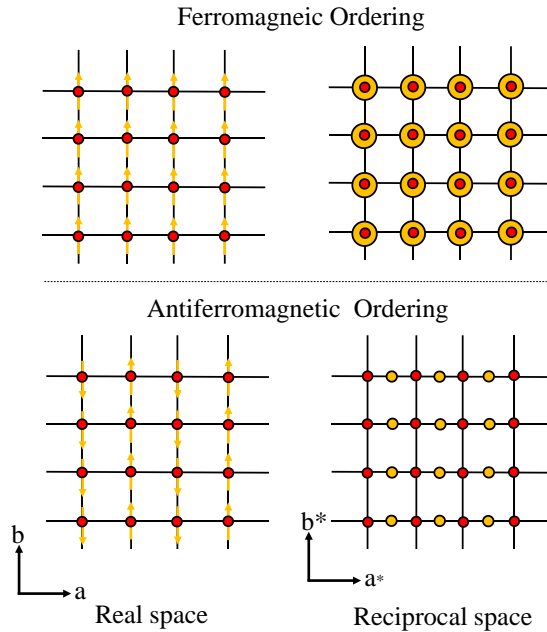 Ferromagneic Ordering
Antiferromagnetic Ordering
b
a
Real space
b*
a*
Reciprocal space